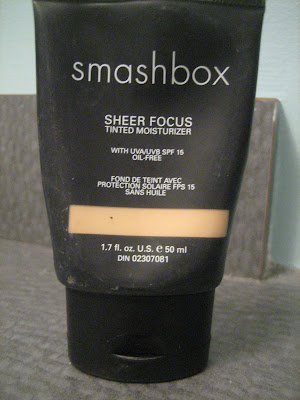 smashbox
SHEER FOCUS
TINTED MOISTURIZER
WITH UVA/UVB SPF 15
OIL-FREE
FOND DE TEINT AVEC
PROTECTION SOLAIRE FPS 15
SANS HUILE
1.7 fl. oz. U.S. e 50 ml
DIN 02307081